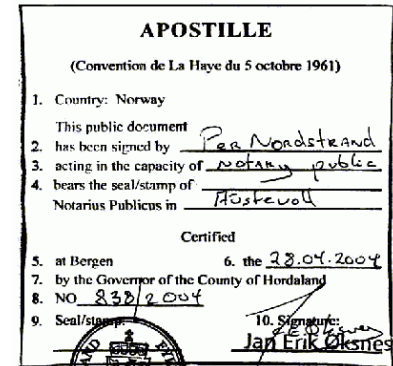 APOSTILLE
(Convention de La Haye du 5 octobre 1961)
1. Country: Norway
This public document
2. has been signed by Per Nordstrand
3. acting in the capacity of notary public
4. bears the seal/stamp of
Notarius Publicus in Austevoll
Certified
5. at Bergen 6. the 28.04.2004
7. by the Governor of the County of Hordaland
8. NO 838/2004
9. Seal/stamp: 10. Signature:
Jan Erik Øksnes